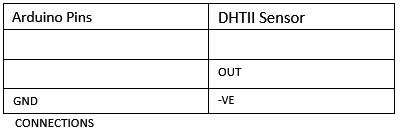 Arduino Pins DHTII Sensor
OUT
GND -VE
CONNECTIONS